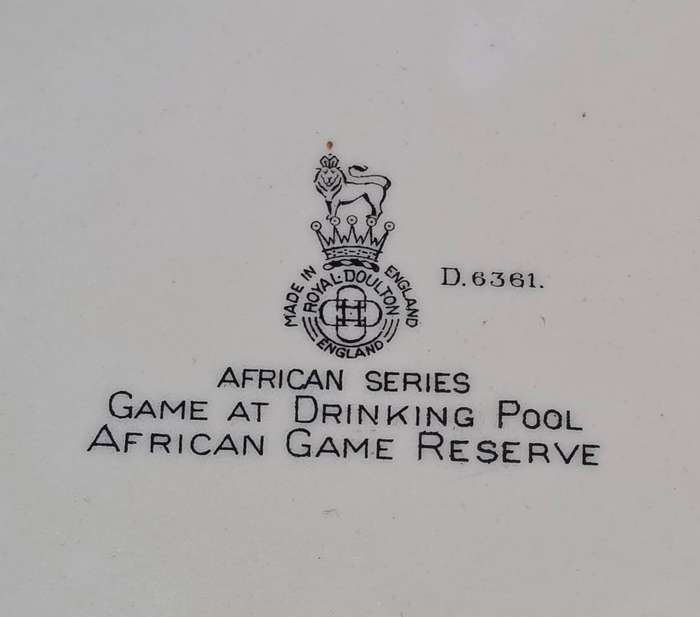 MADE IN ENGLAND
ROYAL·DOULTON
ENGLAND
D.6361.
AFRICAN SERIES
GAME AT DRINKING POOL
AFRICAN GAME RESERVE